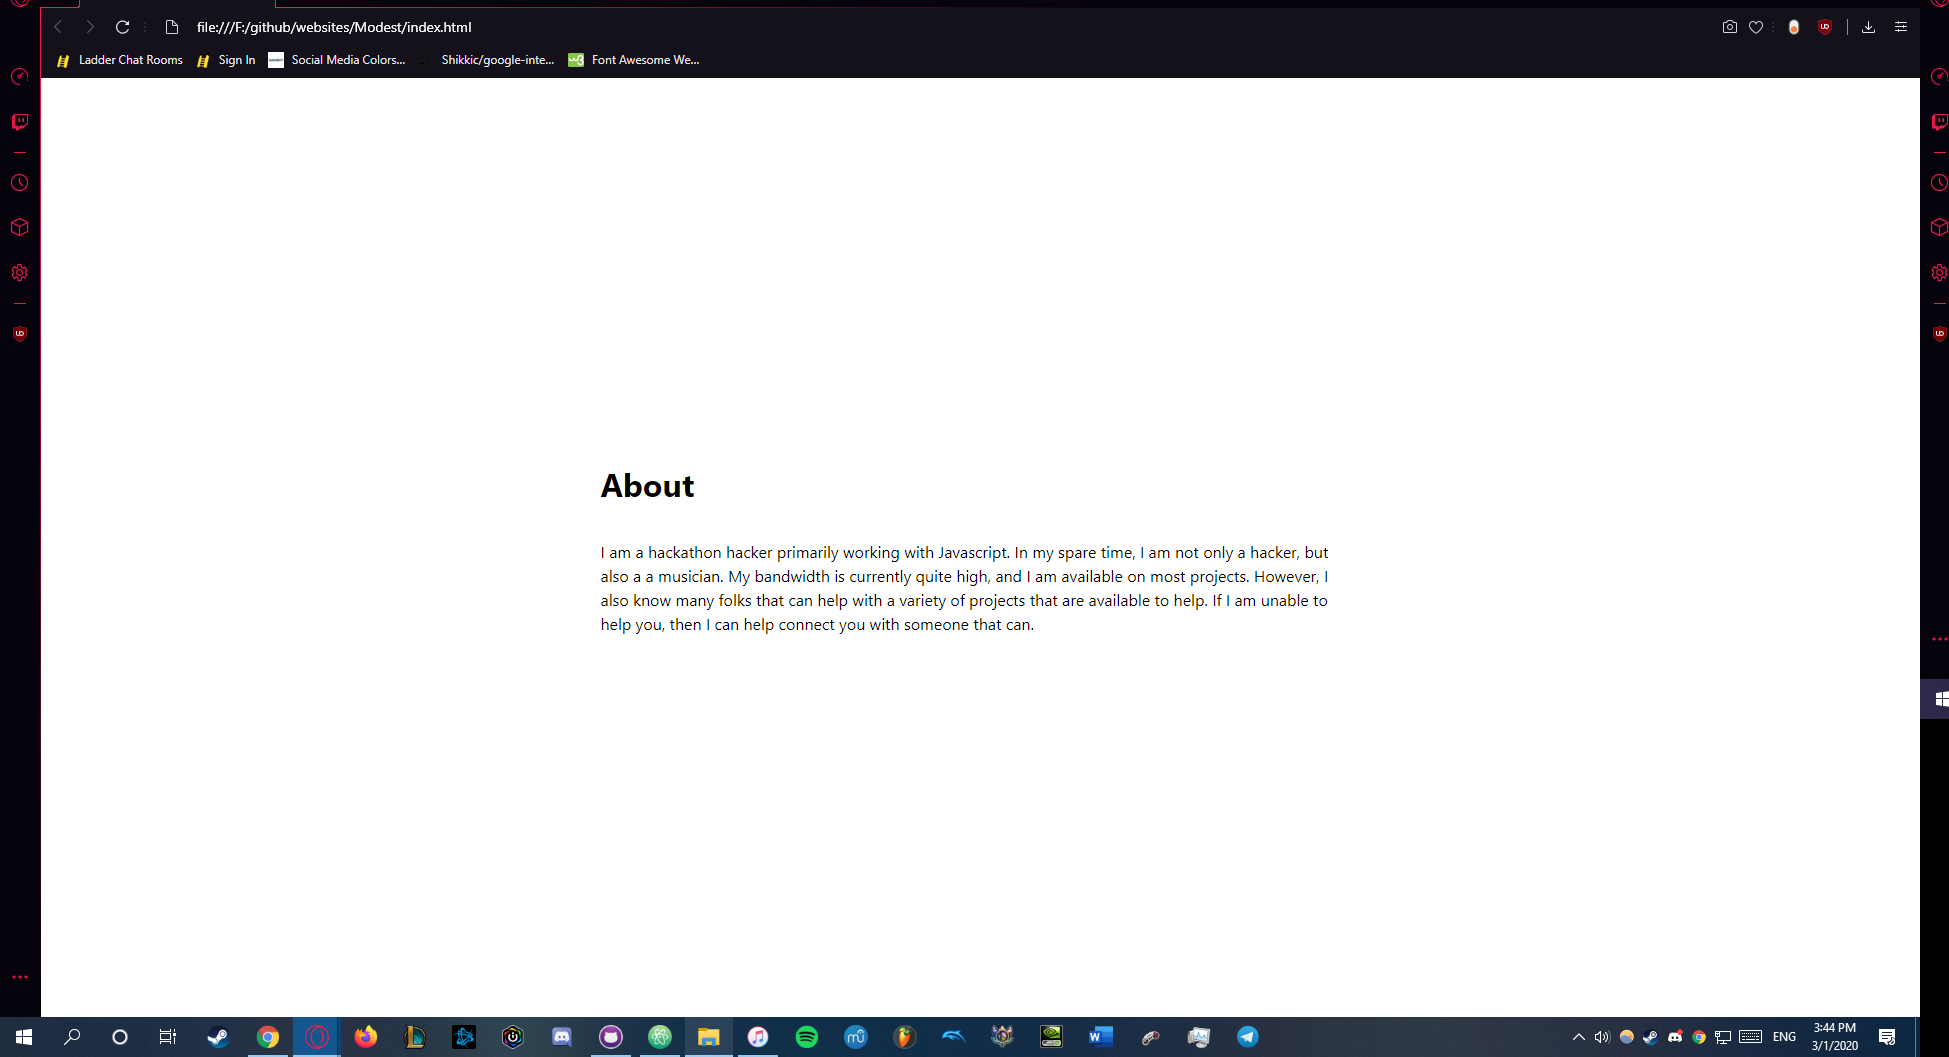 file:///F:/github/websites/Modest/index.html
Ladder Chat Rooms Sign In Social Media Colors... Shikkic/google-inte... Font Awesome We...
About
I am a hackathon hacker primarily working with Javascript. In my spare time, I am not only a hacker, but
also a a musician. My bandwidth is currently quite high, and I am available on most projects. However, I
also know many folks that can help with a variety of projects that are available to help. If I am unable to
help you, then I can help connect you with someone that can.
ENG
3:44 PM
3/1/2020